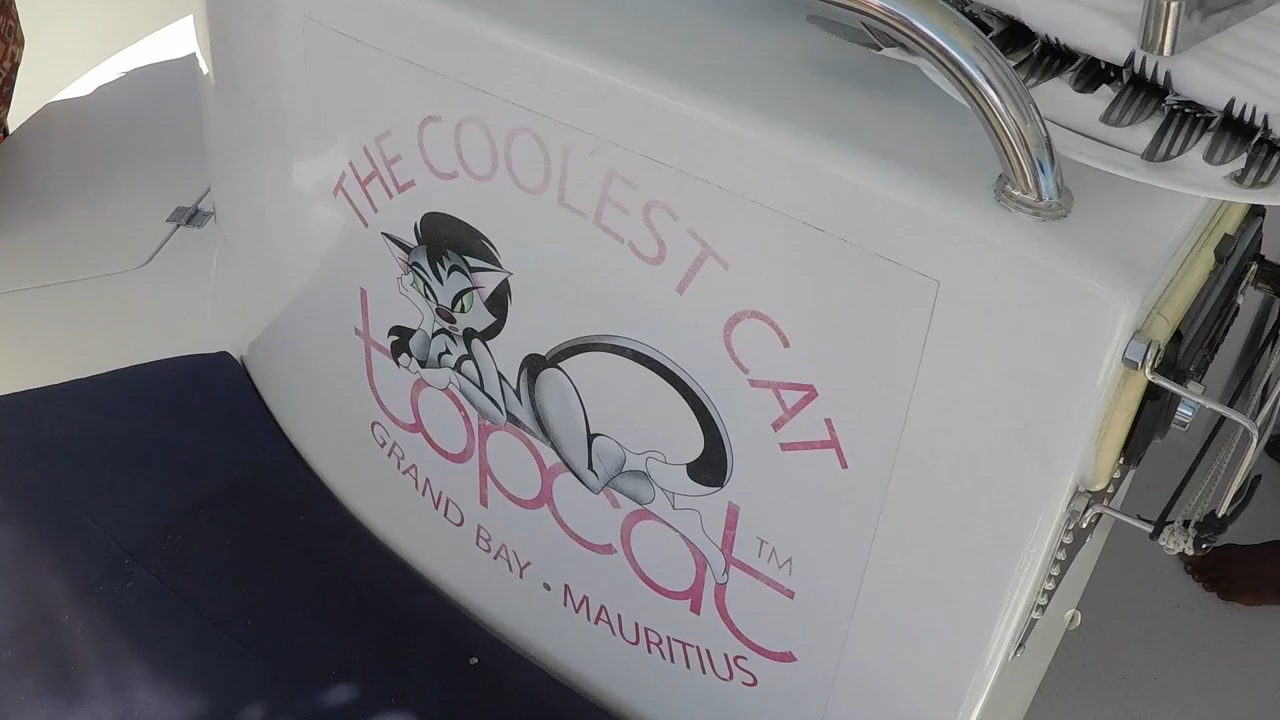 THE COOLEST CAT
topcat™
GRAND BAY • MAURITIUS